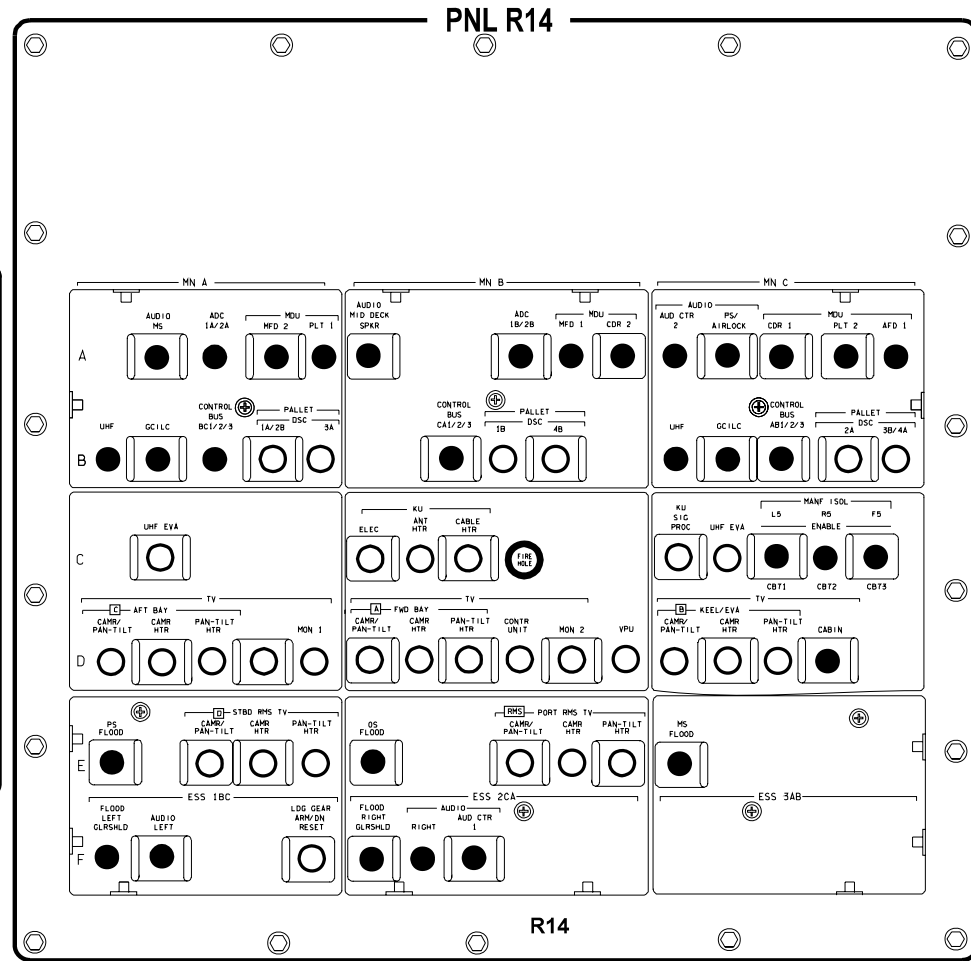 PNL R14
MN A
MN B
MN C
A
AUDIO
MS
ADC
1A/2A
MDU
MFD 2
PLT 1
AUDIO
MID DECK
SPKR
ADC
1B/2B
MDU
MFD 1
CDR 2
AUDIO
AUD CTR
2
PS/
AIRLOCK
MDU
CDR 1
PLT 2
AFD 1
B
UHF
GCILC
CONTROL
BUS
BC1/2/3
PALLET
DSC
1A/2B
3A
CONTROL
BUS
CA1/2/3
PALLET
DSC
1B
4B
UHF
GCILC
CONTROL
BUS
AB1/2/3
PALLET
DSC
2A
3B/4A
C
UHF EVA
KU
ELEC
ANT
HTR
CABLE
HTR
FIRE
HOLE
KU
SIG
PROC
UHF EVA
MANF ISOL
L5
R5
F5
ENABLE
CBT1
CBT2
CBT3
D
TV
C AFT BAY
CAMR/
PAN-TILT
CAMR
HTR
PAN-TILT
HTR
MON 1
TV
A FWD BAY
CAMR/
PAN-TILT
CAMR
HTR
PAN-TILT
HTR
CONTR
UNIT
MON 2
VPU
TV
B KEEL/EVA
CAMR/
PAN-TILT
CAMR
HTR
PAN-TILT
HTR
CABIN
E
PS
FLOOD
D STBD RMS TV
CAMR/
PAN-TILT
CAMR
HTR
PAN-TILT
HTR
OS
FLOOD
RMS PORT RMS TV
CAMR/
PAN-TILT
CAMR
HTR
PAN-TILT
HTR
MS
FLOOD
ESS 1BC
ESS 2CA
ESS 3AB
F
FLOOD
LEFT
GLRSHLD
AUDIO
LEFT
LDG GEAR
ARM/DN
RESET
FLOOD
RIGHT
GLRSHLD
AUDIO
RIGHT
AUD CTR
1
R14